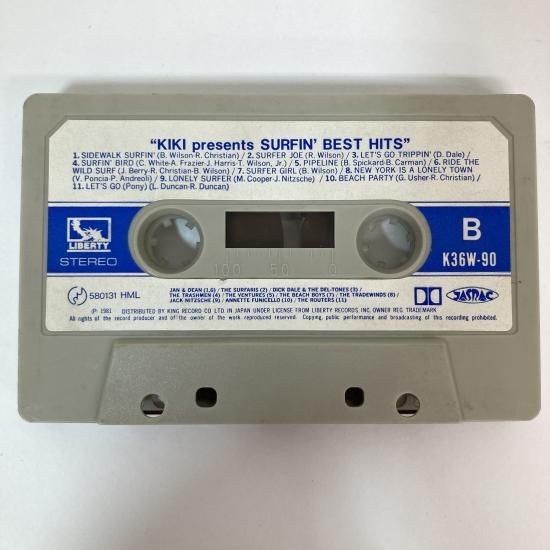 "KIKI presents SURFIN' BEST HITS"
1. SIDEWALK SURFIN' (B. Wilson-R. Christian) / 2. SURFER JOE (R. Wilson) / 3. LET'S GO TRIPPIN' (D. Dale) /
4. SURFIN' BIRD (C. White-A. Frazier-J. Harris-T. Wilson, Jr.) / 5. PIPELINE (B. Spickard-B. Carman) / 6. RIDE THE
WILD SURF (J. Berry-R. Christian-B. Wilson) / 7. SURFER GIRL (B. Wilson) / 8. NEW YORK IS A LONELY TOWN
(V. Poncia-P. Andreoli) / 9. LONELY SURFER (M. Cooper-J. Nitzsche) / 10. BEACH PARTY (G. Usher-R. Christian) /
11. LET'S GO (Pony) (L. Duncan-R. Duncan)
LIBERTY
STEREO
100 50 0
B
K36W-90
580131 HML
JAN & DEAN (1,6) / THE SURFARIS (2) / DICK DALE & THE DEL-TONES (3) /
THE TRASHMEN (4) / THE VENTURES (5) / THE BEACH BOYS (7) / THE TRADEWINDS (8) /
JACK NITZSCHE (9) / ANNETTE FUNICELLO (10) / THE ROUTERS (11)
JASRAC
Ⓟ 1981 DISTRIBUTED BY KING RECORD CO. LTD. IN JAPAN UNDER LICENSE FROM LIBERTY RECORDS, INC. OWNER REG. TRADEMARK
All rights of the record producer and of the owner of the work reproduced reserved. Copying, public performance and broadcasting of this recording prohibited.